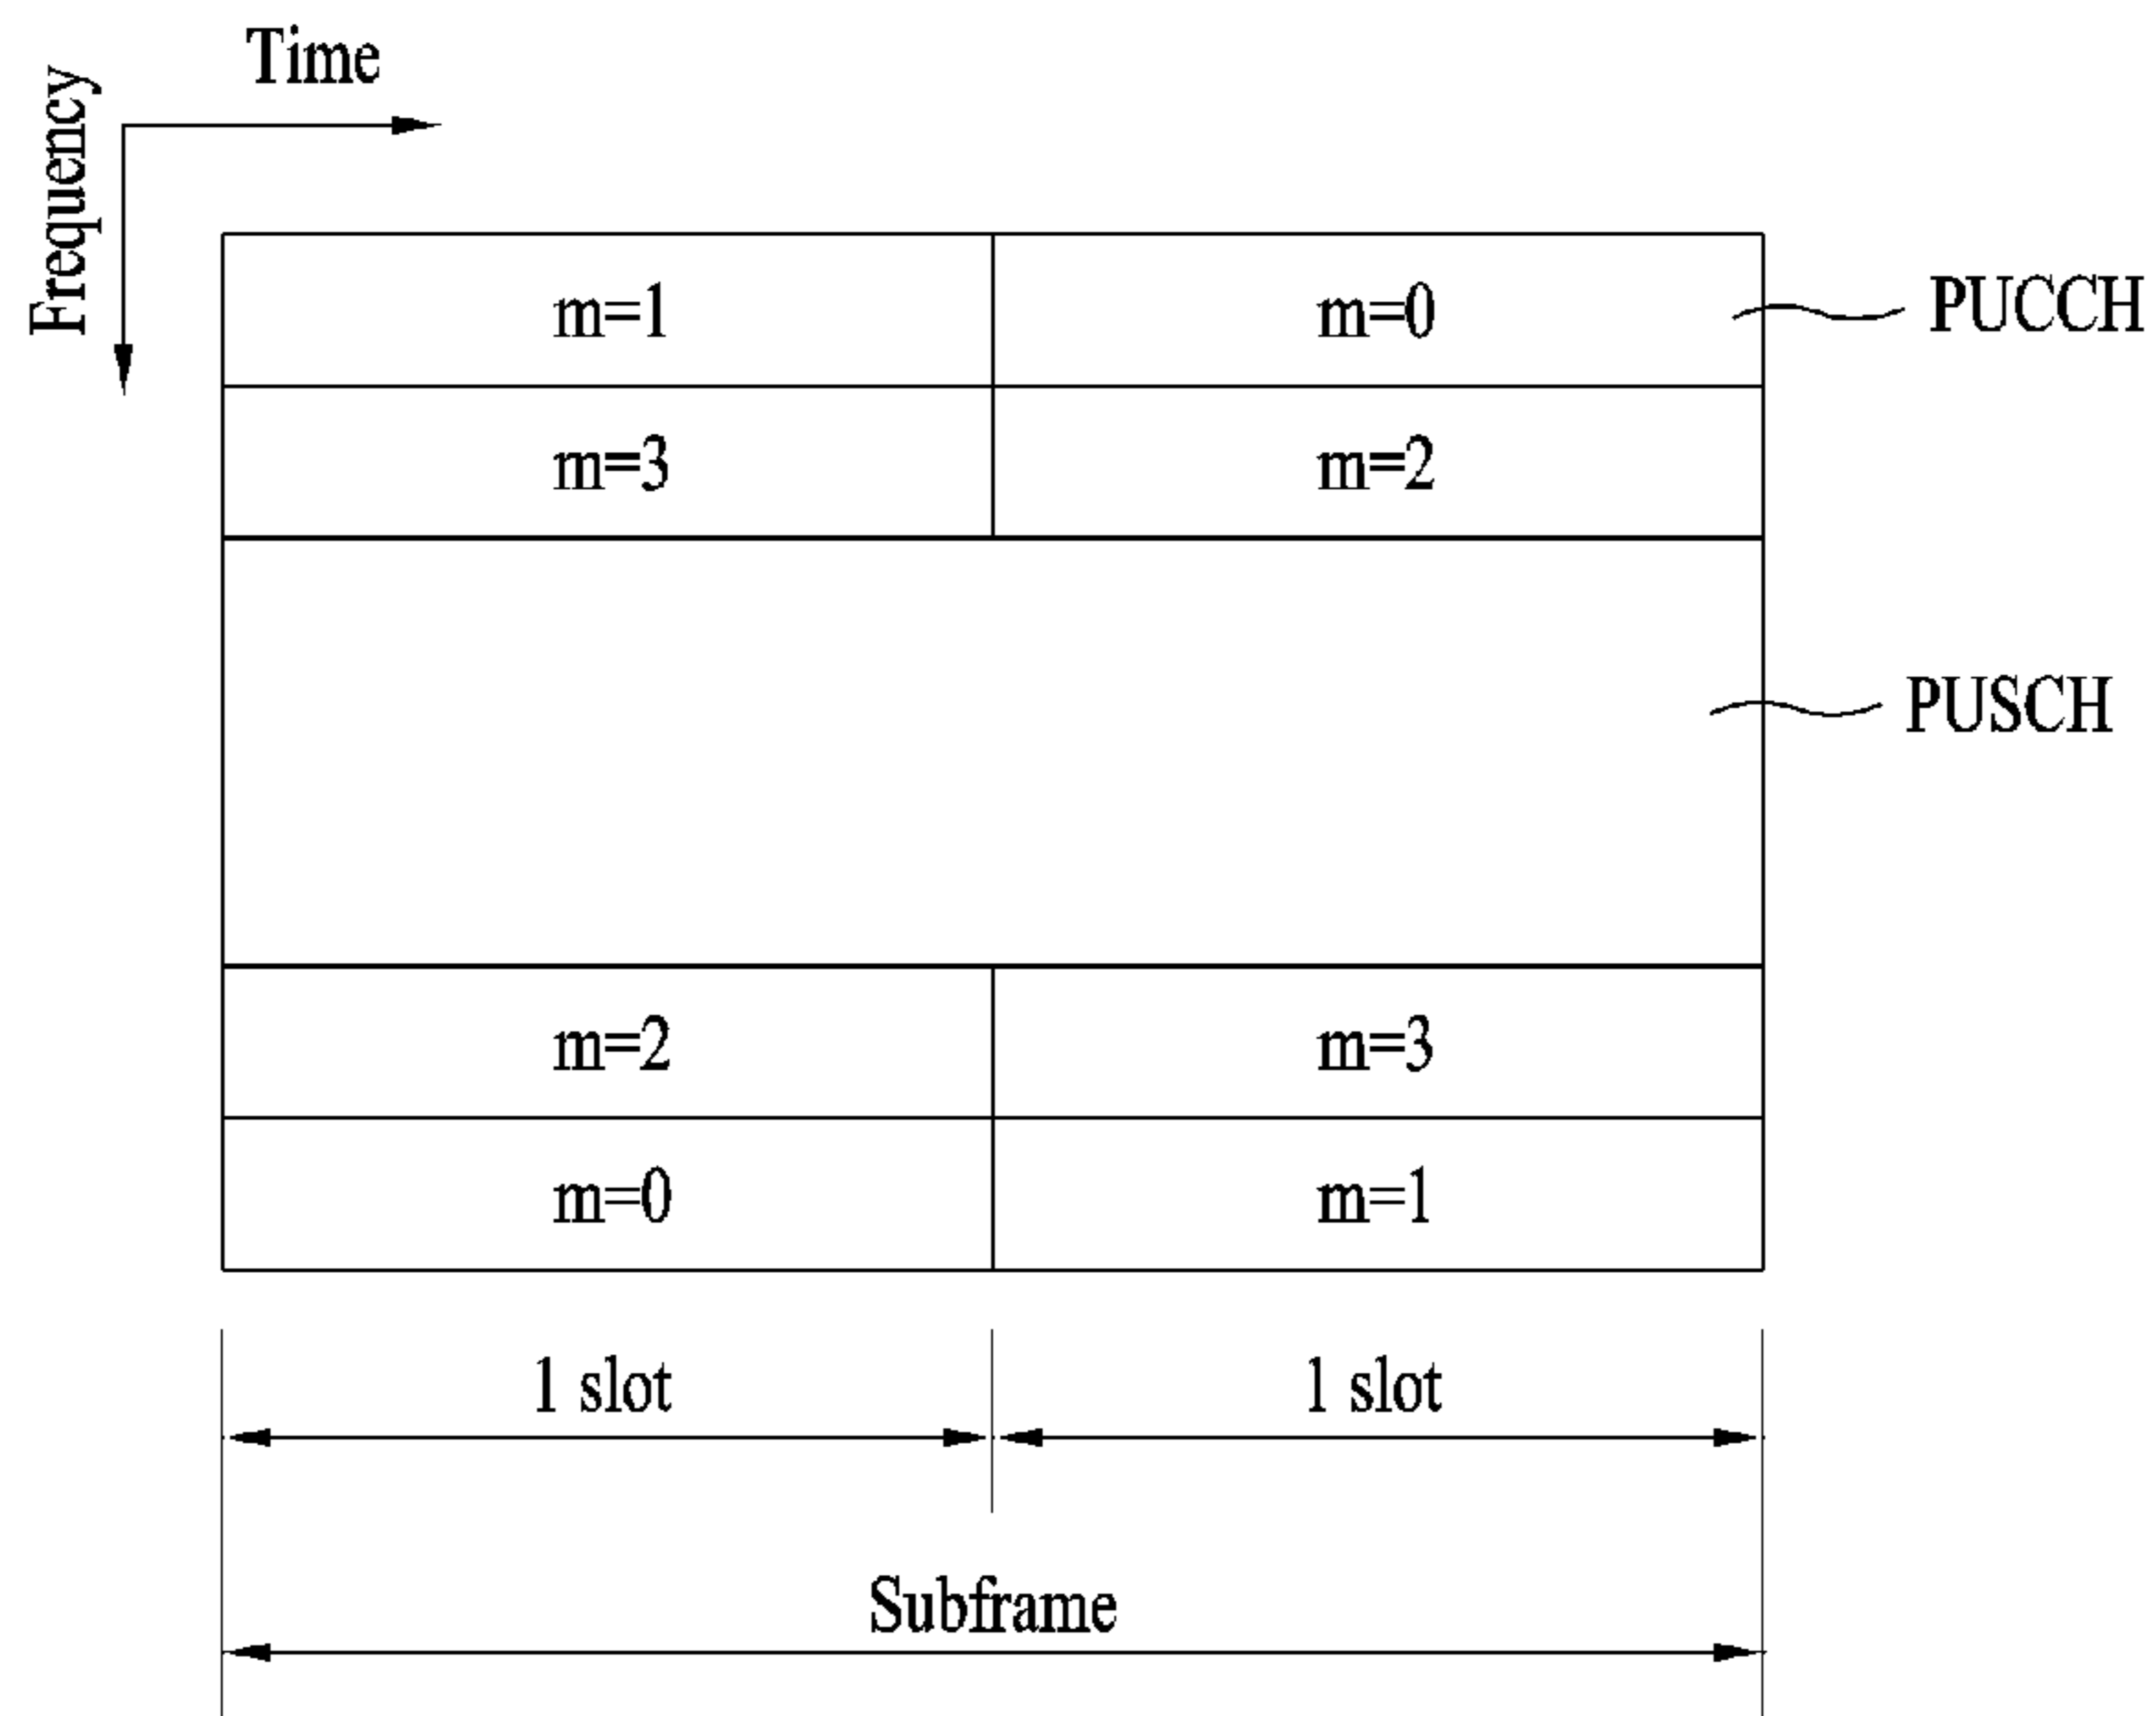 Time
Frequency
m=1 m=0 PUCCH
m=3 m=2
PUSCH
m=2 m=3
m=0 m=1
1 slot 1 slot
Subframe